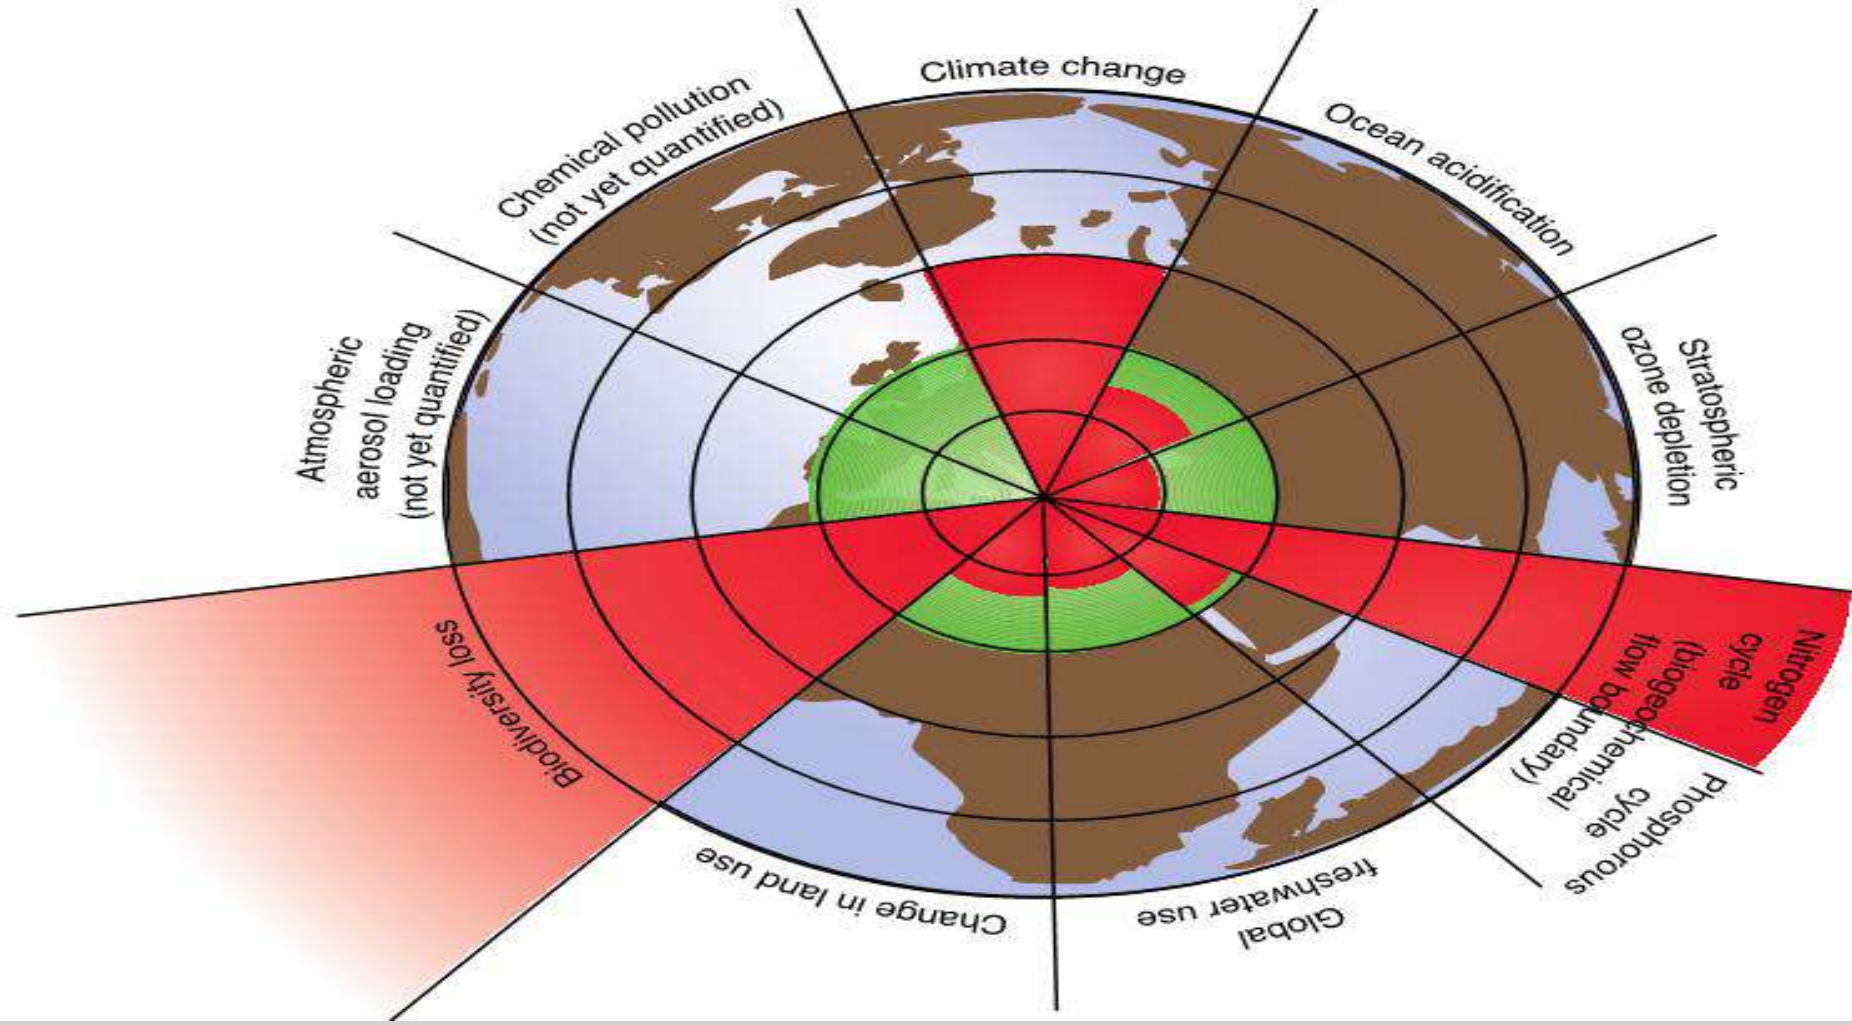 Climate change
Ocean acidification
Stratospheric
ozone depletion
Nitrogen
cycle
(biogeochemical
flow boundary)
Phosphorous
cycle
Global
freshwater use
Change in land use
Biodiversity loss
Atmospheric
aerosol loading
(not yet quantified)
Chemical pollution
(not yet quantified)